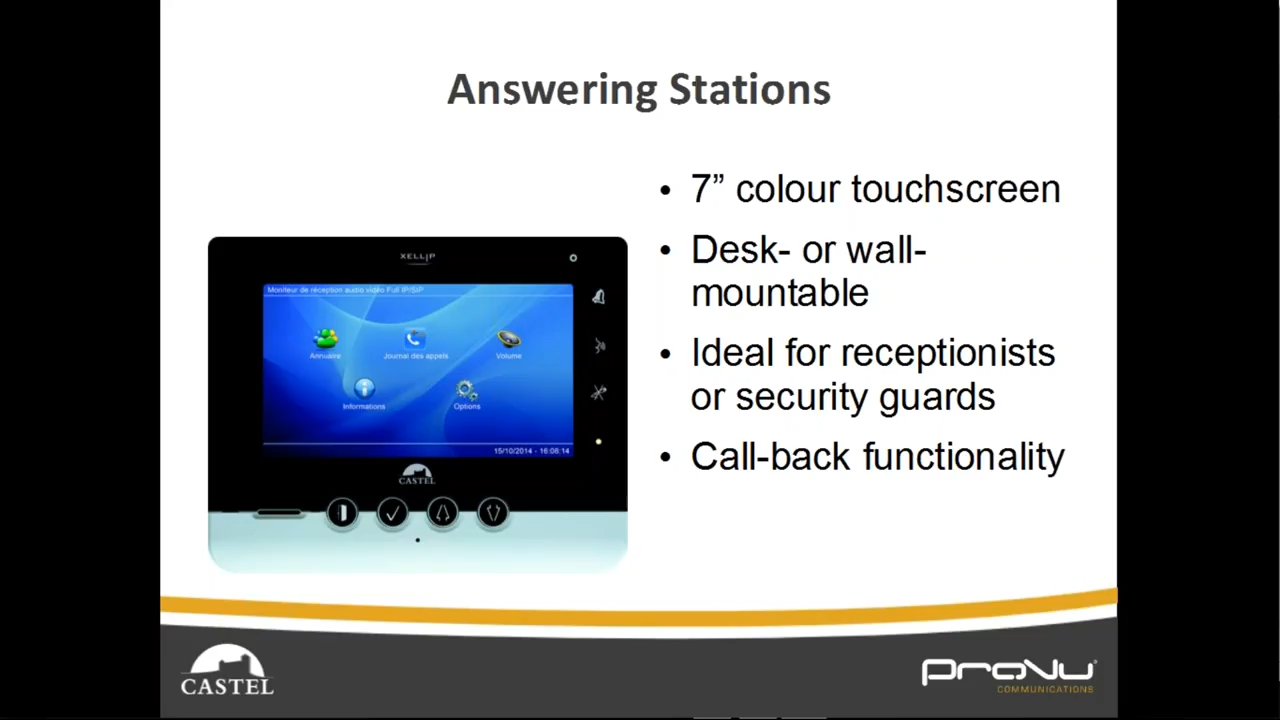 Answering Stations
• 7” colour touchscreen
• Desk- or wall-
mountable
• Ideal for receptionists
or security guards
• Call-back functionality
XELLIP
Moniteur de réception audio vidéo Full IP/SIP
Annuaire
Journal des appels
Volume
Informations
Options
15/10/2014 - 16:08:14
CASTEL
CASTEL
ProVu
COMMUNICATIONS